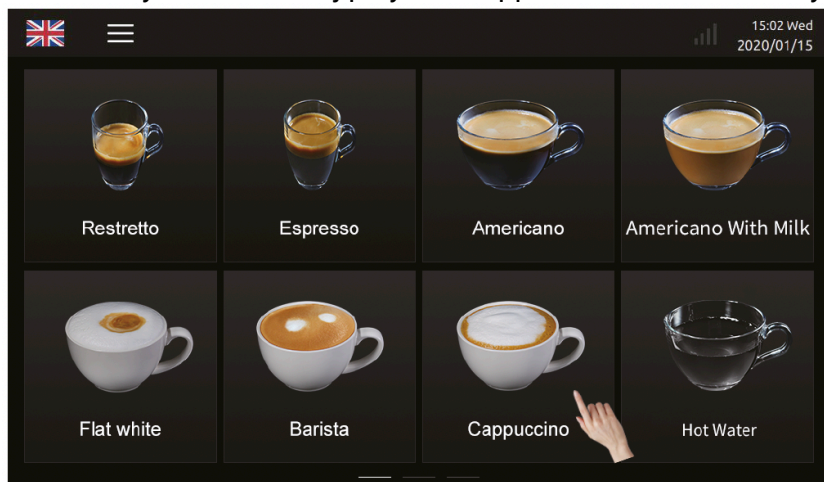 15:02 Wed
2020/01/15
Restretto
Espresso
Americano
Americano With Milk
Flat white
Barista
Cappuccino
Hot Water